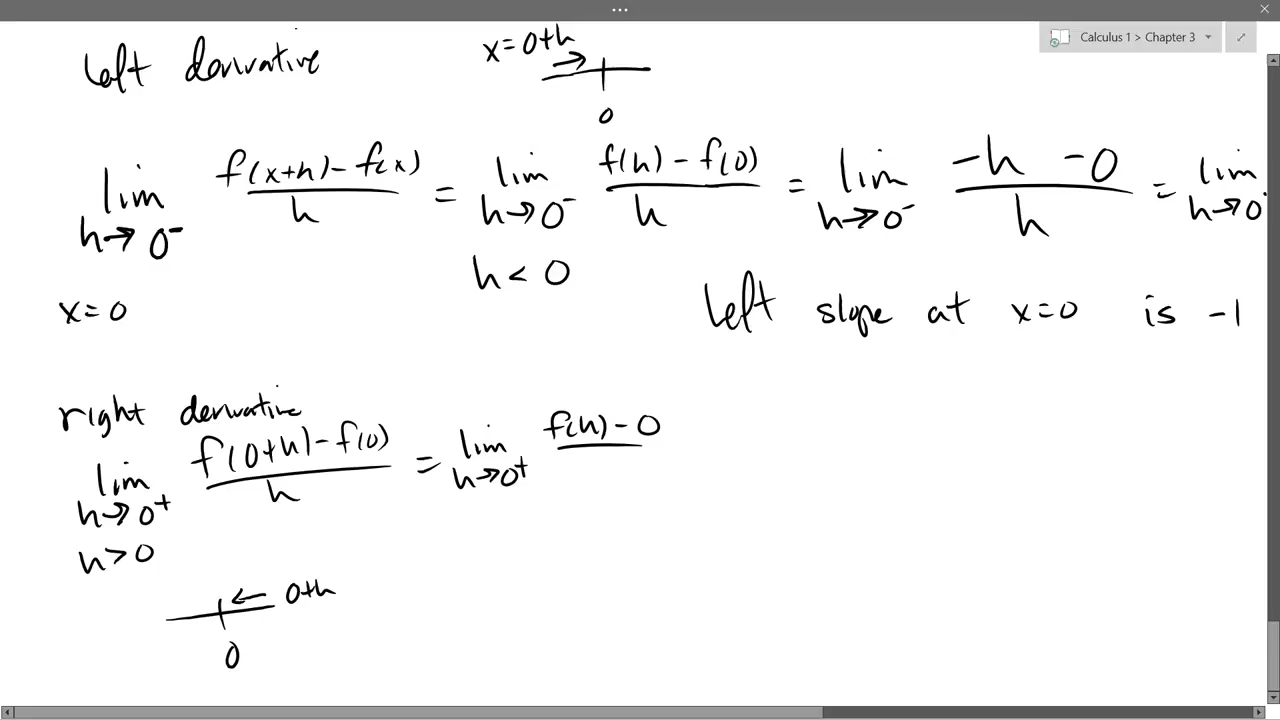 Calculus 1 > Chapter 3
left derivative
x=0+h
0
lim h→0⁻ f(x+h)-f(x) / h = lim h→0⁻ f(h)-f(0) / h = lim h→0⁻ -h -0 / h = lim h→0
h<0
x=0
left slope at x=0 is -1
right derivative
lim h→0⁺ f(0+h)-f(0) / h = lim h→0⁺ f(h)-0
h>0
0+h
0